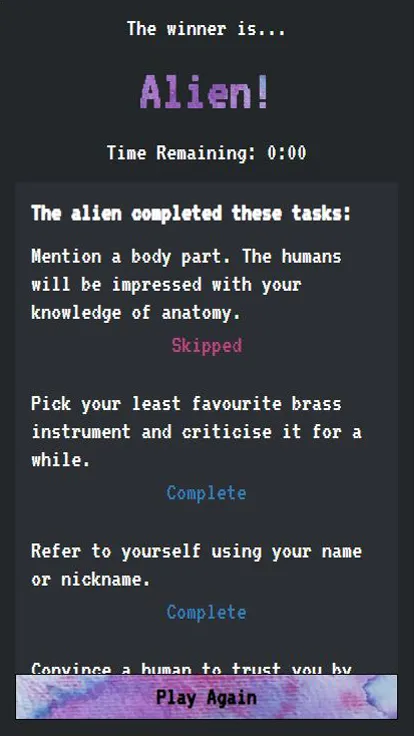 The winner is...
Alien!
Time Remaining: 0:00
The alien completed these tasks:
Mention a body part. The humans
will be impressed with your
knowledge of anatomy.
Skipped
Pick your least favourite brass
instrument and criticise it for a
while.
Complete
Refer to yourself using your name
or nickname.
Complete
Convince a human to trust you by
Play Again